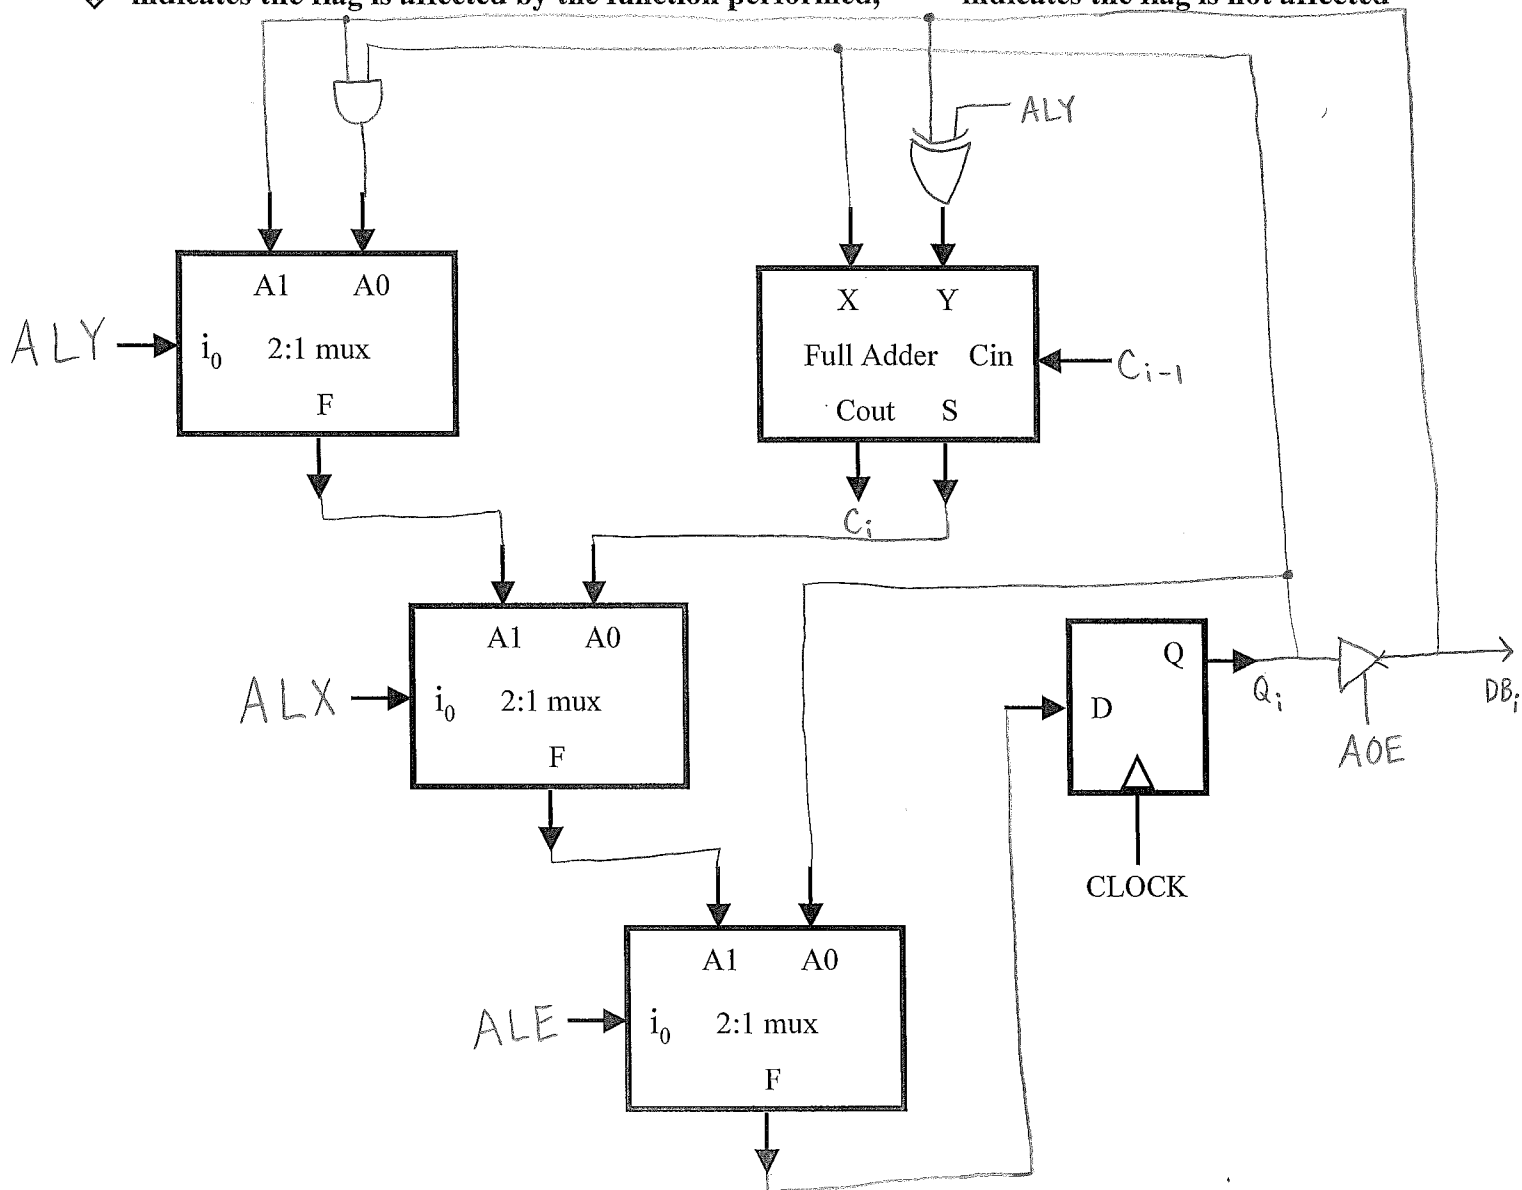 indicates the flag is affected by the function performed, indicates the flag is not affected
ALY
A1 A0
ALY i0 2:1 mux
F
X Y
Full Adder Cin Ci-1
Cout S
Ci
A1 A0
ALX i0 2:1 mux
F
D Q
Qi
DBi
AOE
CLOCK
A1 A0
ALE i0 2:1 mux
F